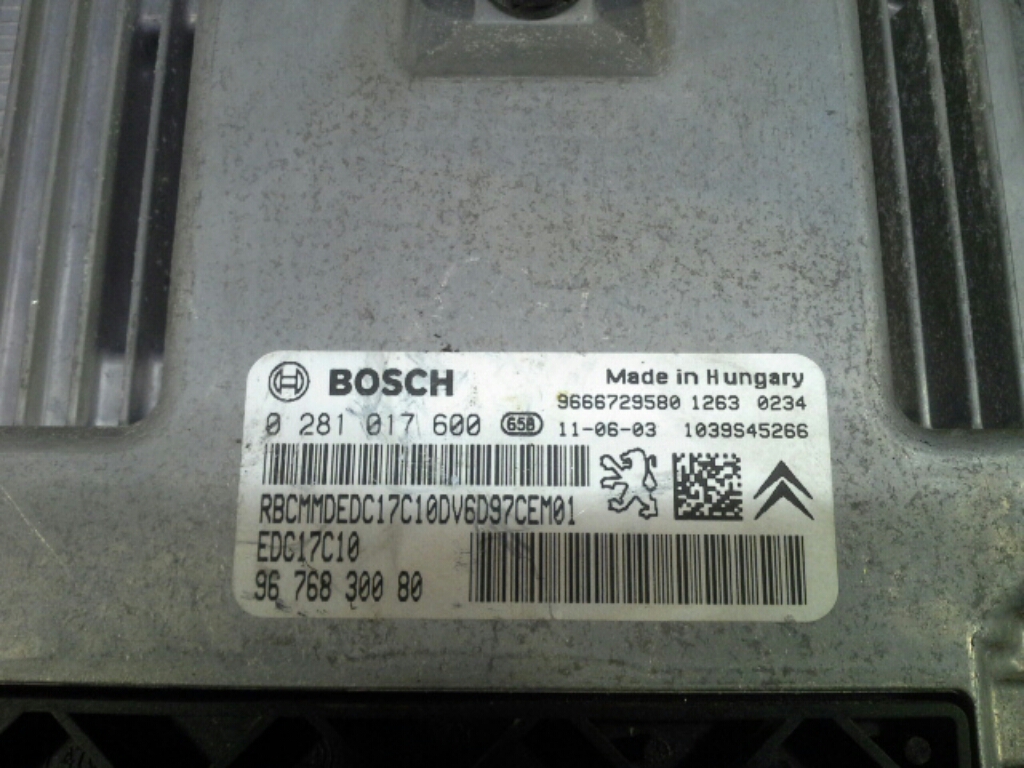 BOSCH
Made in Hungary
9666729580 1263 0234
0 281 017 600 65B 11-06-03 1039S45266
RBCMMDEDC17C10DV6D97CEM01
EDC17C10
96 768 300 80